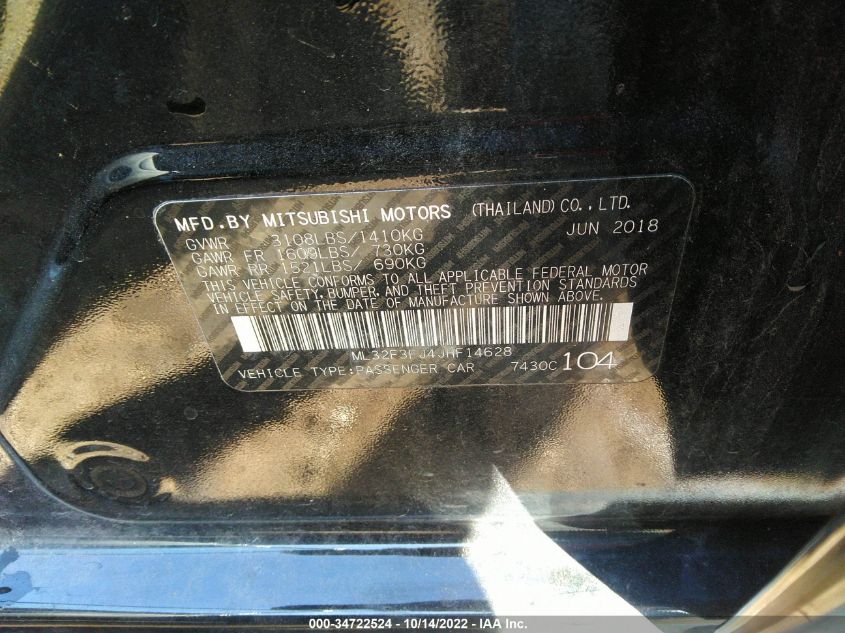 MFD.BY MITSUBISHI MOTORS (THAILAND) CO., LTD.
GVWR 3108LBS/1410KG JUN 2018
GAWR FR 1609LBS/ 730KG
GAWR RR 1521LBS/ 690KG
THIS VEHICLE CONFORMS TO ALL APPLICABLE FEDERAL MOTOR
VEHICLE SAFETY, BUMPER, AND THEFT PREVENTION STANDARDS
IN EFFECT ON THE DATE OF MANUFACTURE SHOWN ABOVE.
ML32F3FJ4JHF14628
VEHICLE TYPE:PASSENGER CAR 7430C 104
000-34722524 - 10/14/2022 - IAA Inc.